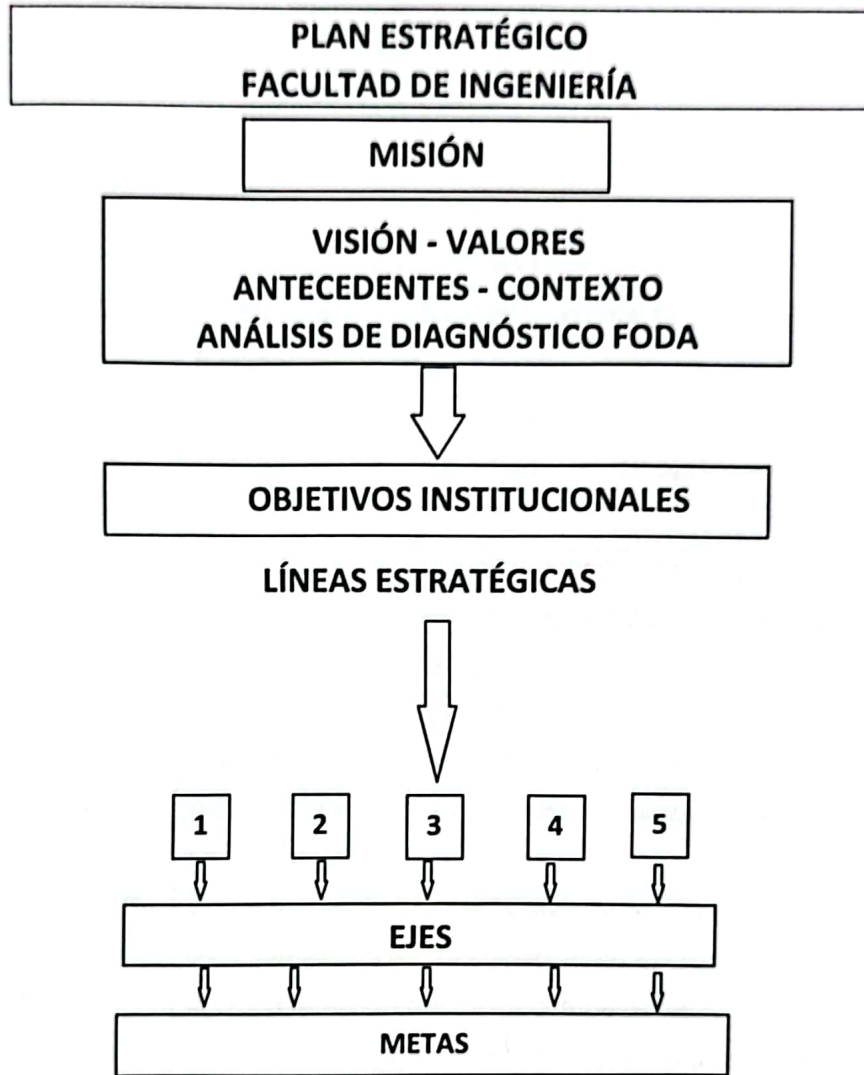 PLAN ESTRATÉGICO
FACULTAD DE INGENIERÍA
MISIÓN
VISIÓN - VALORES
ANTECEDENTES - CONTEXTO
ANÁLISIS DE DIAGNÓSTICO FODA
OBJETIVOS INSTITUCIONALES
LÍNEAS ESTRATÉGICAS
1 2 3 4 5
EJES
METAS